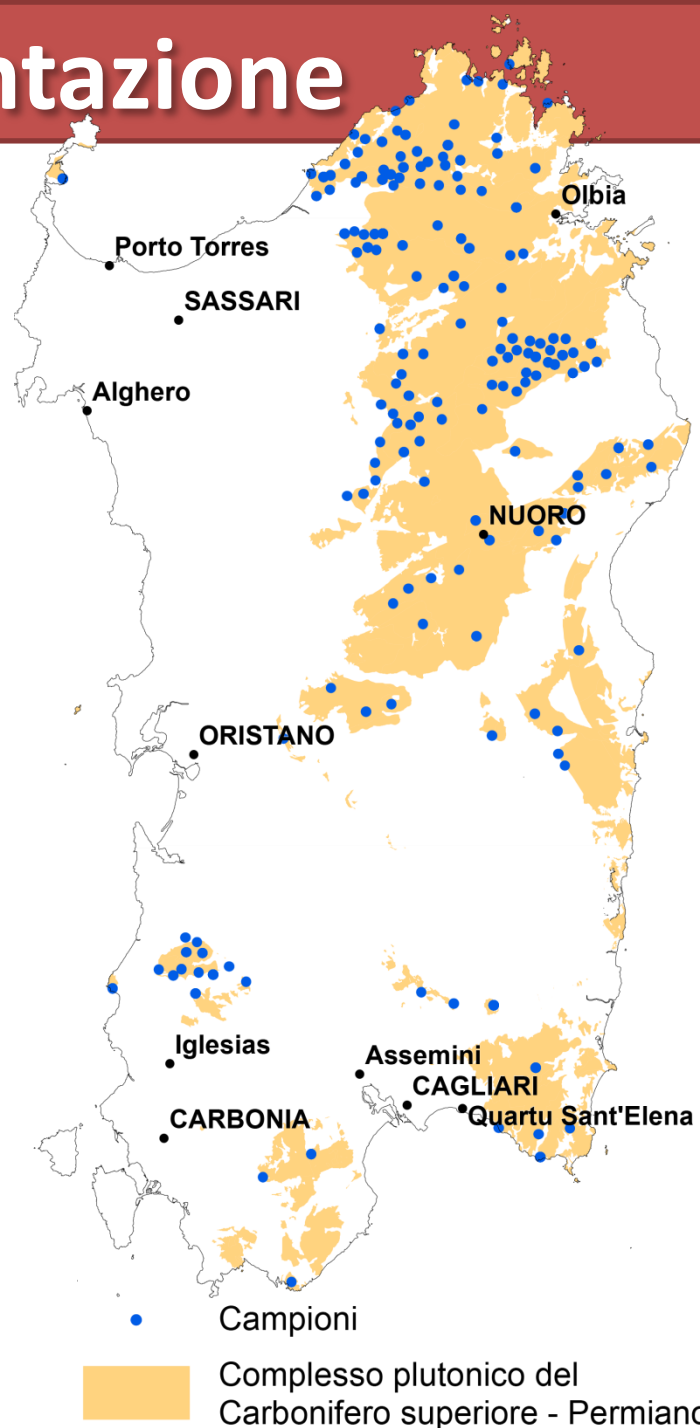 ntazione
Olbia
Porto Torres
SASSARI
Alghero
NUORO
ORISTANO
Iglesias
Assemini
CAGLIARI
Quartu Sant'Elena
CARBONIA
Campioni
Complesso plutonico del
Carbonifero superiore - Permiano